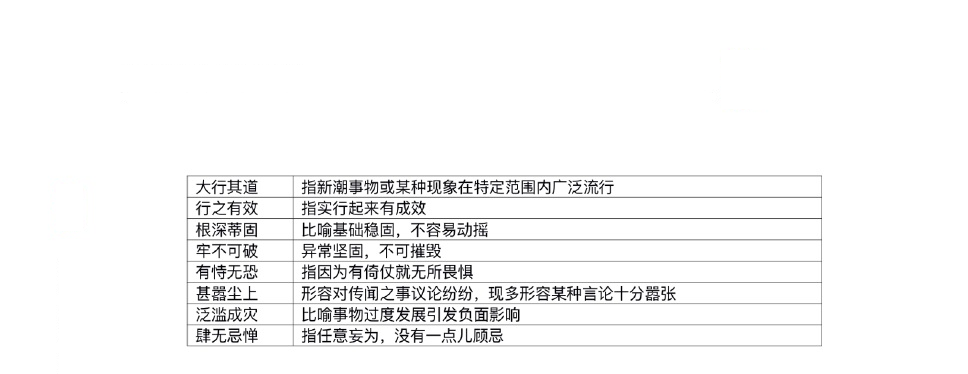 大行其道 指新潮事物或某种现象在特定范围内广泛流行
行之有效 指实行起来有成效
根深蒂固 比喻基础稳固，不容易动摇
牢不可破 异常坚固，不可摧毁
有恃无恐 指因为有倚仗就无所畏惧
甚嚣尘上 形容对传闻之事议论纷纷，现多形容某种言论十分嚣张
泛滥成灾 比喻事物过度发展引发负面影响
肆无忌惮 指任意妄为，没有一点儿顾忌